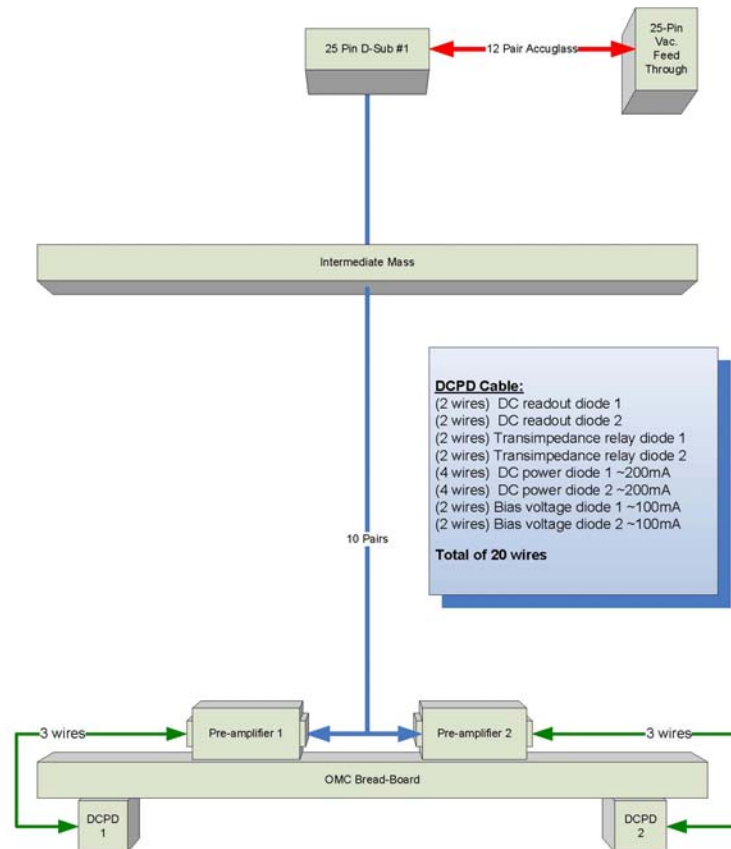 25 Pin D-Sub #1
12 Pair Accuglass
25-Pin
Vac.
Feed
Through
Intermediate Mass
DCPD Cable:
(2 wires) DC readout diode 1
(2 wires) DC readout diode 2
(2 wires) Transimpedance relay diode 1
(2 wires) Transimpedance relay diode 2
(4 wires) DC power diode 1 ~200mA
(4 wires) DC power diode 2 ~200mA
(2 wires) Bias voltage diode 1 ~100mA
(2 wires) Bias voltage diode 2 ~100mA
Total of 20 wires
10 Pairs
3 wires
Pre-amplifier 1
Pre-amplifier 2
3 wires
OMC Bread-Board
DCPD
1
DCPD
2